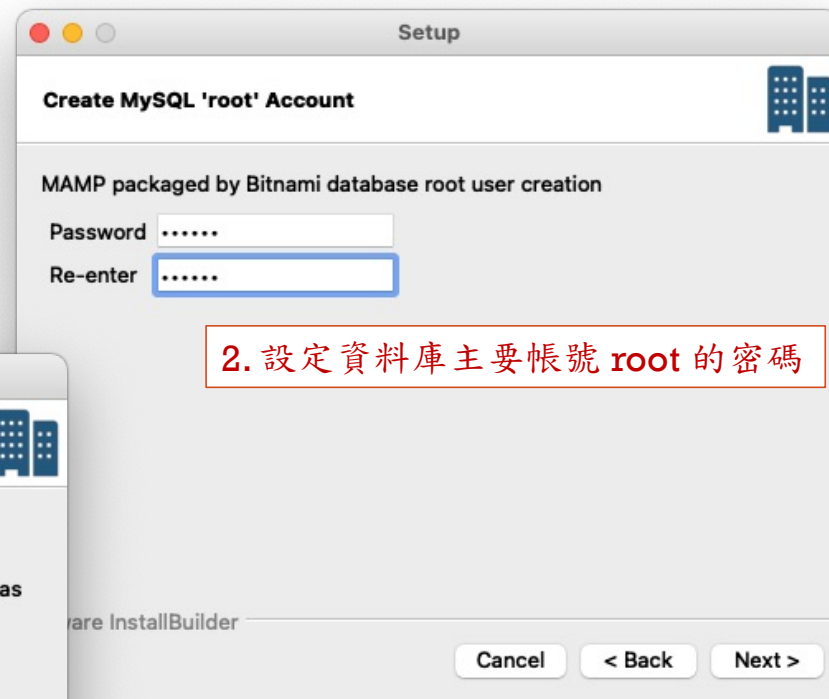 Setup
Create MySQL 'root' Account
MAMP packaged by Bitnami database root user creation
Password ••••••
Re-enter ••••••
2. 設定資料庫主要帳號 root 的密碼
as
ware InstallBuilder
Cancel
< Back
Next >